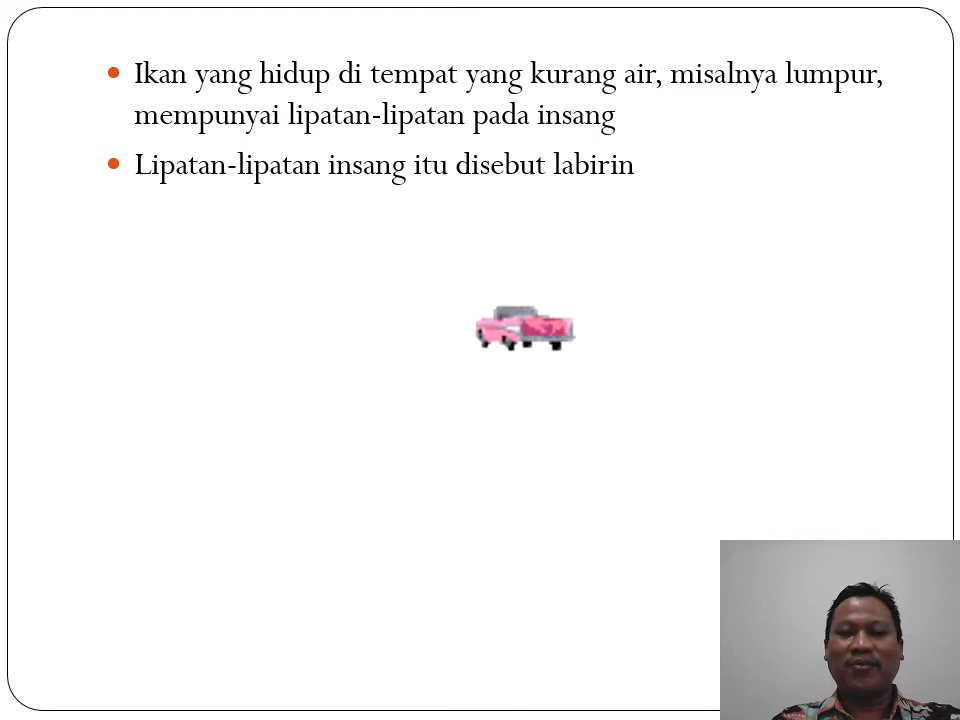 Ikan yang hidup di tempat yang kurang air, misalnya lumpur,
mempunyai lipatan-lipatan pada insang
Lipatan-lipatan insang itu disebut labirin